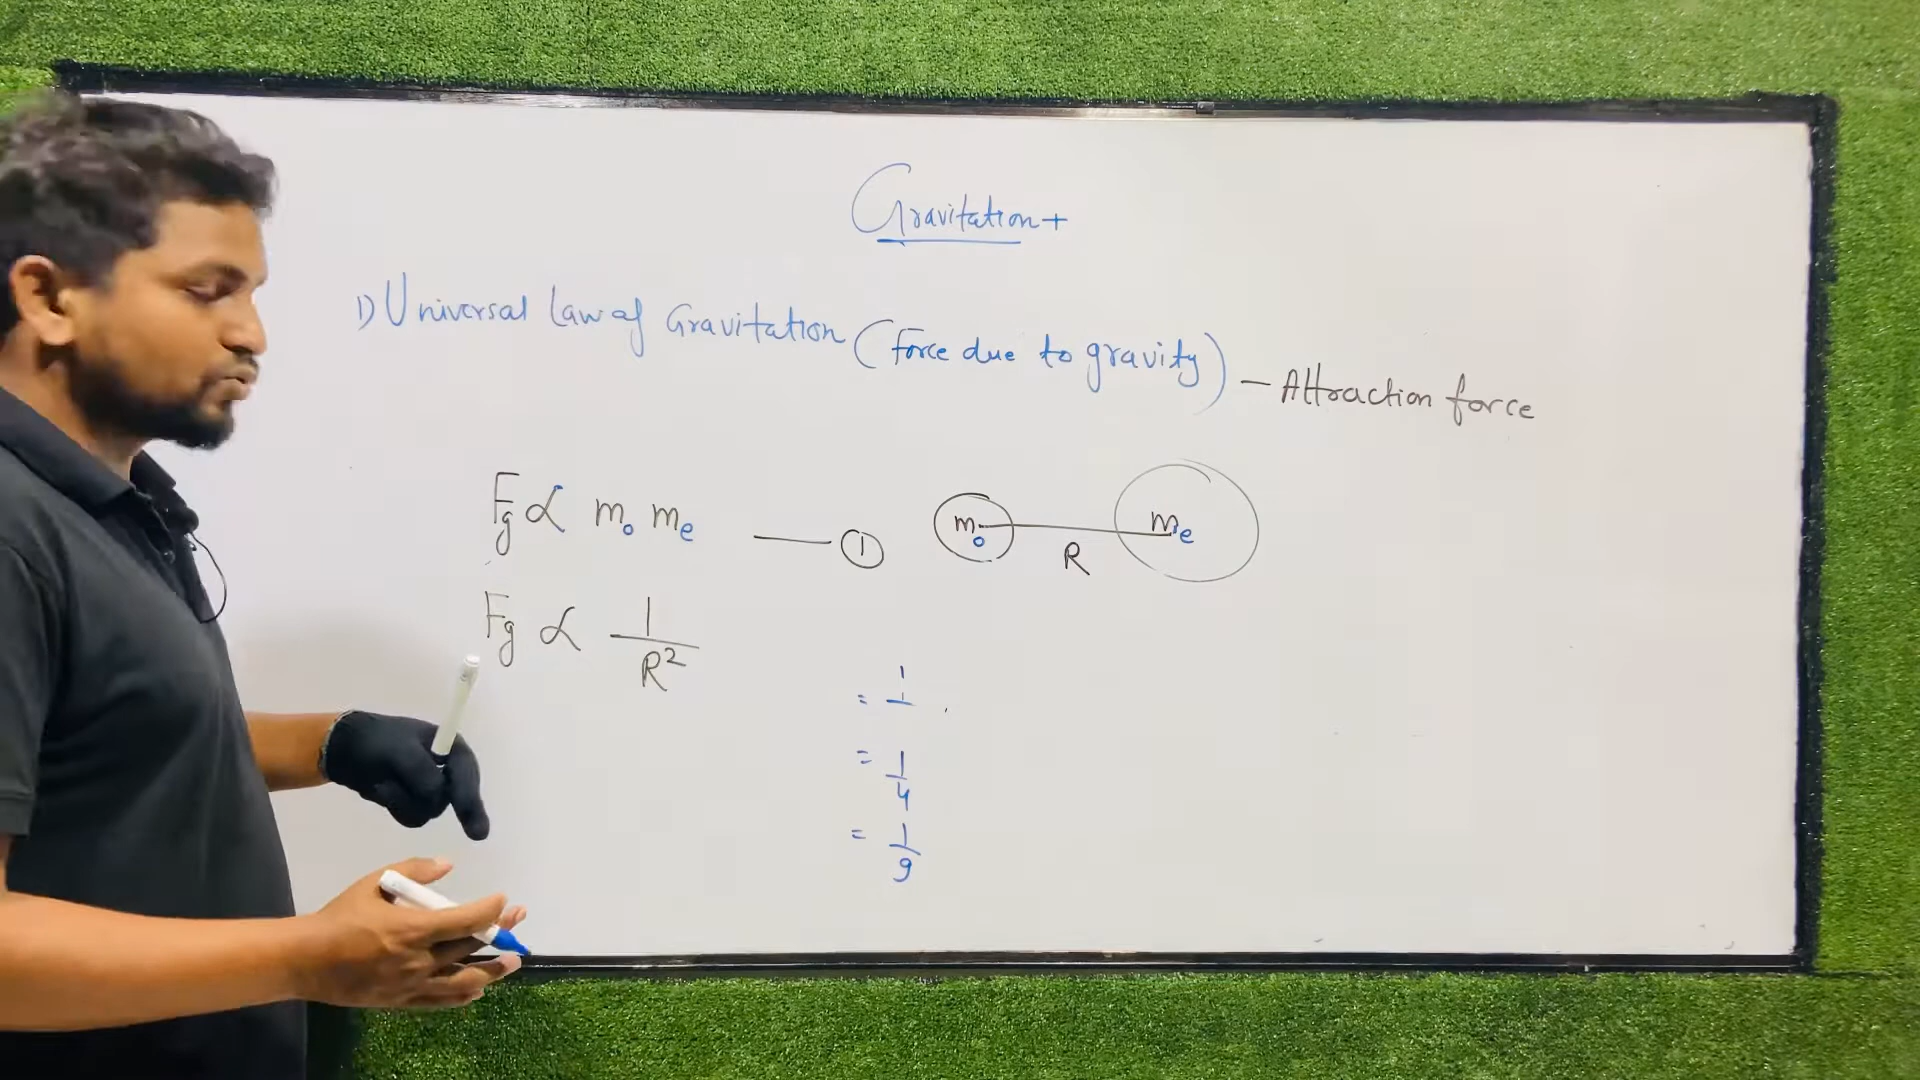 Gravitation +
1) Universal Law of Gravitation (force due to gravity) — Attraction force
Fg ∝ m₀ mₑ —— ①
m₀ R mₑ
Fg ∝ 1/R²
= 1/1
= 1/4
= 1/9